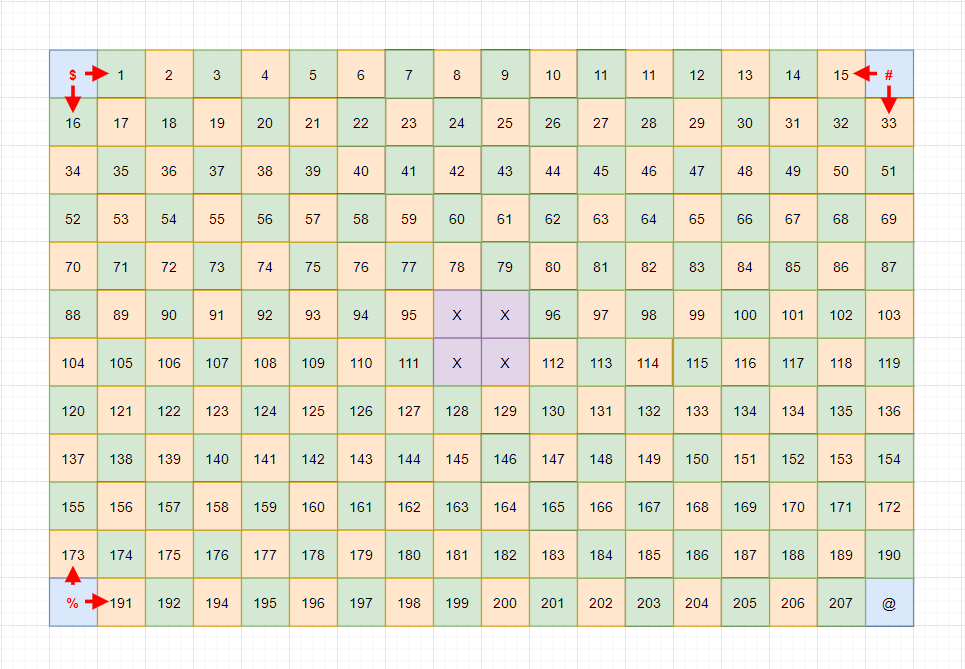 $ 1 2 3 4 5 6 7 8 9 10 11 11 12 13 14 15 #
16 17 18 19 20 21 22 23 24 25 26 27 28 29 30 31 32 33
34 35 36 37 38 39 40 41 42 43 44 45 46 47 48 49 50 51
52 53 54 55 56 57 58 59 60 61 62 63 64 65 66 67 68 69
70 71 72 73 74 75 76 77 78 79 80 81 82 83 84 85 86 87
88 89 90 91 92 93 94 95 X X 96 97 98 99 100 101 102 103
104 105 106 107 108 109 110 111 X X 112 113 114 115 116 117 118 119
120 121 122 123 124 125 126 127 128 129 130 131 132 133 134 134 135 136
137 138 139 140 141 142 143 144 145 146 147 148 149 150 151 152 153 154
155 156 157 158 159 160 161 162 163 164 165 166 167 168 169 170 171 172
173 174 175 176 177 178 179 180 181 182 183 184 185 186 187 188 189 190
% 191 192 194 195 196 197 198 199 200 201 202 203 204 205 206 207 @